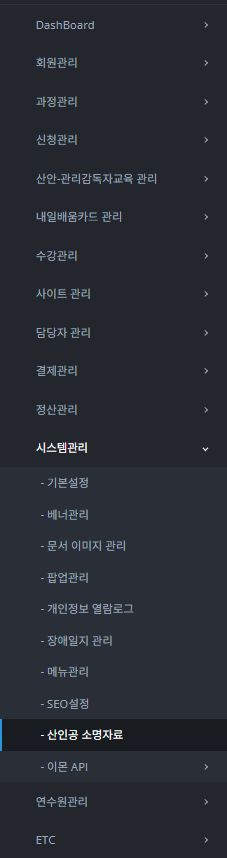 DashBoard
회원관리
과정관리
신청관리
산안-관리감독자교육 관리
내일배움카드 관리
수강관리
사이트 관리
담당자 관리
결제관리
정산관리
시스템관리
- 기본설정
- 베너관리
- 문서 이미지 관리
- 팝업관리
- 개인정보 열람로그
- 장애일지 관리
- 메뉴관리
- SEO설정
- 산인공 소명자료
- 이몬 API
연수원관리
ETC